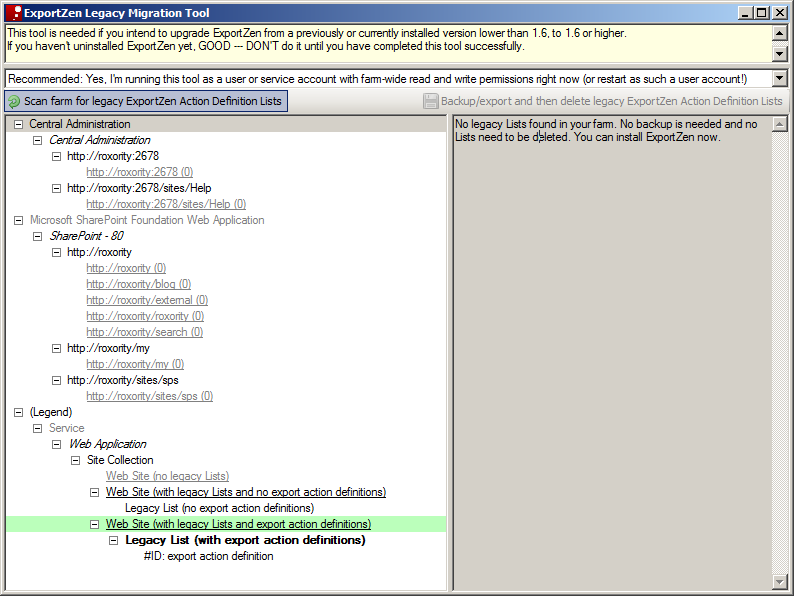 ExportZen Legacy Migration Tool
This tool is needed if you intend to upgrade ExportZen from a previously or currently installed version lower than 1.6, to 1.6 or higher.
If you haven't uninstalled ExportZen yet, GOOD --- DON'T do it until you have completed this tool successfully.
Recommended: Yes, I'm running this tool as a user or service account with farm-wide read and write permissions right now (or restart as such a user account!)
Scan farm for legacy ExportZen Action Definition Lists
Backup/export and then delete legacy ExportZen Action Definition Lists
Central Administration
Central Administration
http://roxority:2678
http://roxority:2678 (0)
http://roxority:2678/sites/Help
http://roxority:2678/sites/Help (0)
Microsoft SharePoint Foundation Web Application
SharePoint - 80
http://roxority
http://roxority (0)
http://roxority/blog (0)
http://roxority/external (0)
http://roxority/roxority (0)
http://roxority/search (0)
http://roxority/my
http://roxority/my (0)
http://roxority/sites/sps
http://roxority/sites/sps (0)
(Legend)
Service
Web Application
Site Collection
Web Site (no legacy Lists)
Web Site (with legacy Lists and no export action definitions)
Legacy List (no export action definitions)
Web Site (with legacy Lists and export action definitions)
Legacy List (with export action definitions)
#ID: export action definition
No legacy Lists found in your farm. No backup is needed and no
Lists need to be deleted. You can install ExportZen now.